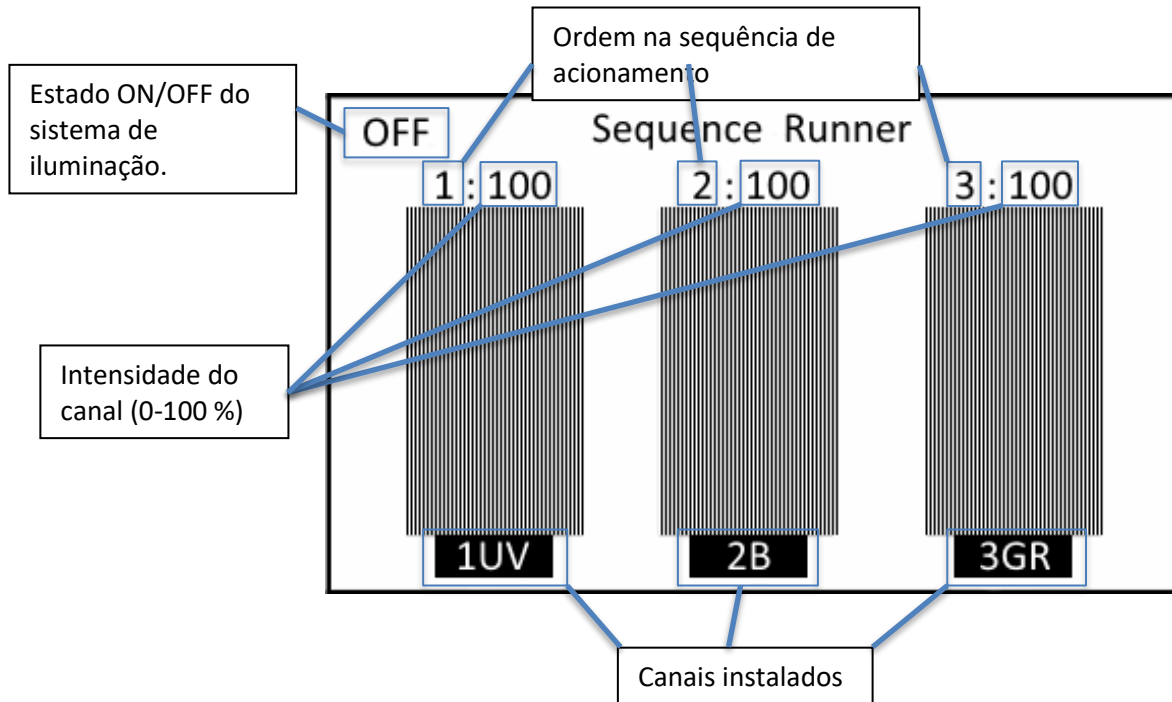 Ordem na sequência de
acionamento
Estado ON/OFF do
sistema de
iluminação.
OFF
Sequence Runner
1 : 100
2 : 100
3 : 100
Intensidade do
canal (0-100 %)
1UV
2B
3GR
Canais instalados